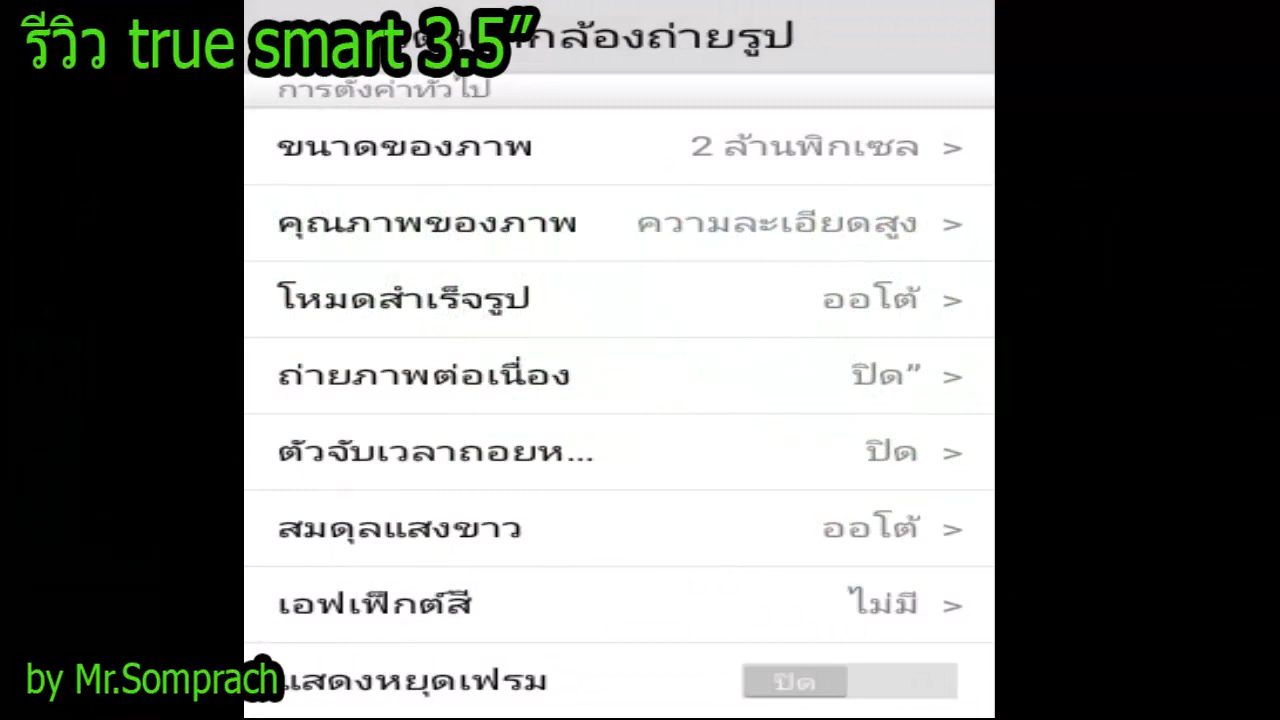 รีวิว true smart 3.5”
กล้องถ่ายรูป
การตั้งค่าทั่วไป
ขนาดของภาพ 2 ล้านพิกเซล >
คุณภาพของภาพ ความละเอียดสูง >
โหมดสำเร็จรูป ออโต้ >
ถ่ายภาพต่อเนื่อง ปิด” >
ตัวจับเวลาถอยห... ปิด >
สมดุลแสงขาว ออโต้ >
เอฟเฟ็กต์สี ไม่มี >
แสดงหยุดเฟรม ปิด
by Mr.Somprach